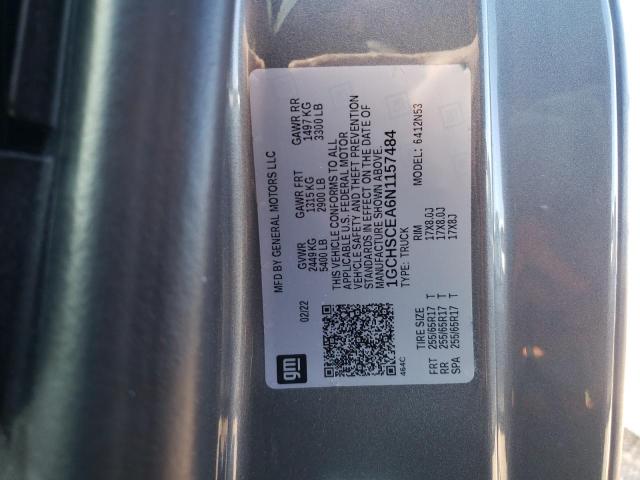 gm
MFD BY GENERAL MOTORS LLC
02/22
GVWR GAWR FRT GAWR RR
2449 KG 1315 KG 1497 KG
5400 LB 2900 LB 3300 LB
THIS VEHICLE CONFORMS TO ALL
APPLICABLE U.S. FEDERAL MOTOR
VEHICLE SAFETY AND THEFT PREVENTION
STANDARDS IN EFFECT ON THE DATE OF
MANUFACTURE SHOWN ABOVE.
1GCHSCEA6N1157484
464C TYPE: TRUCK MODEL: 6412N53
TIRE SIZE RIM
FRT 255/65R17 T 17X8.0J
RR 255/65R17 T 17X8.0J
SPA 255/65R17 T 17X8J